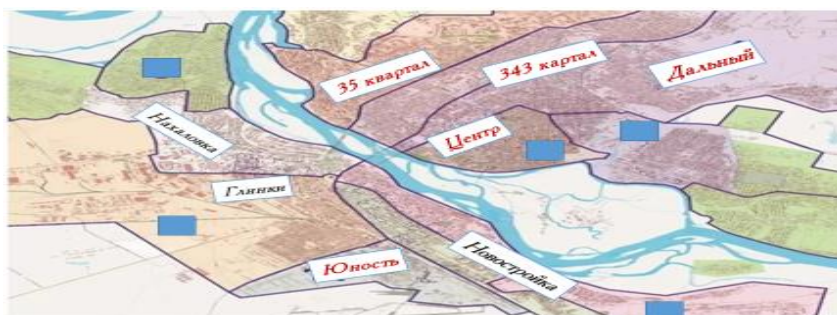 35 квартал
343 картал
Дальный
Нахаловка
Центр
Глинки
Юность
Новостройка